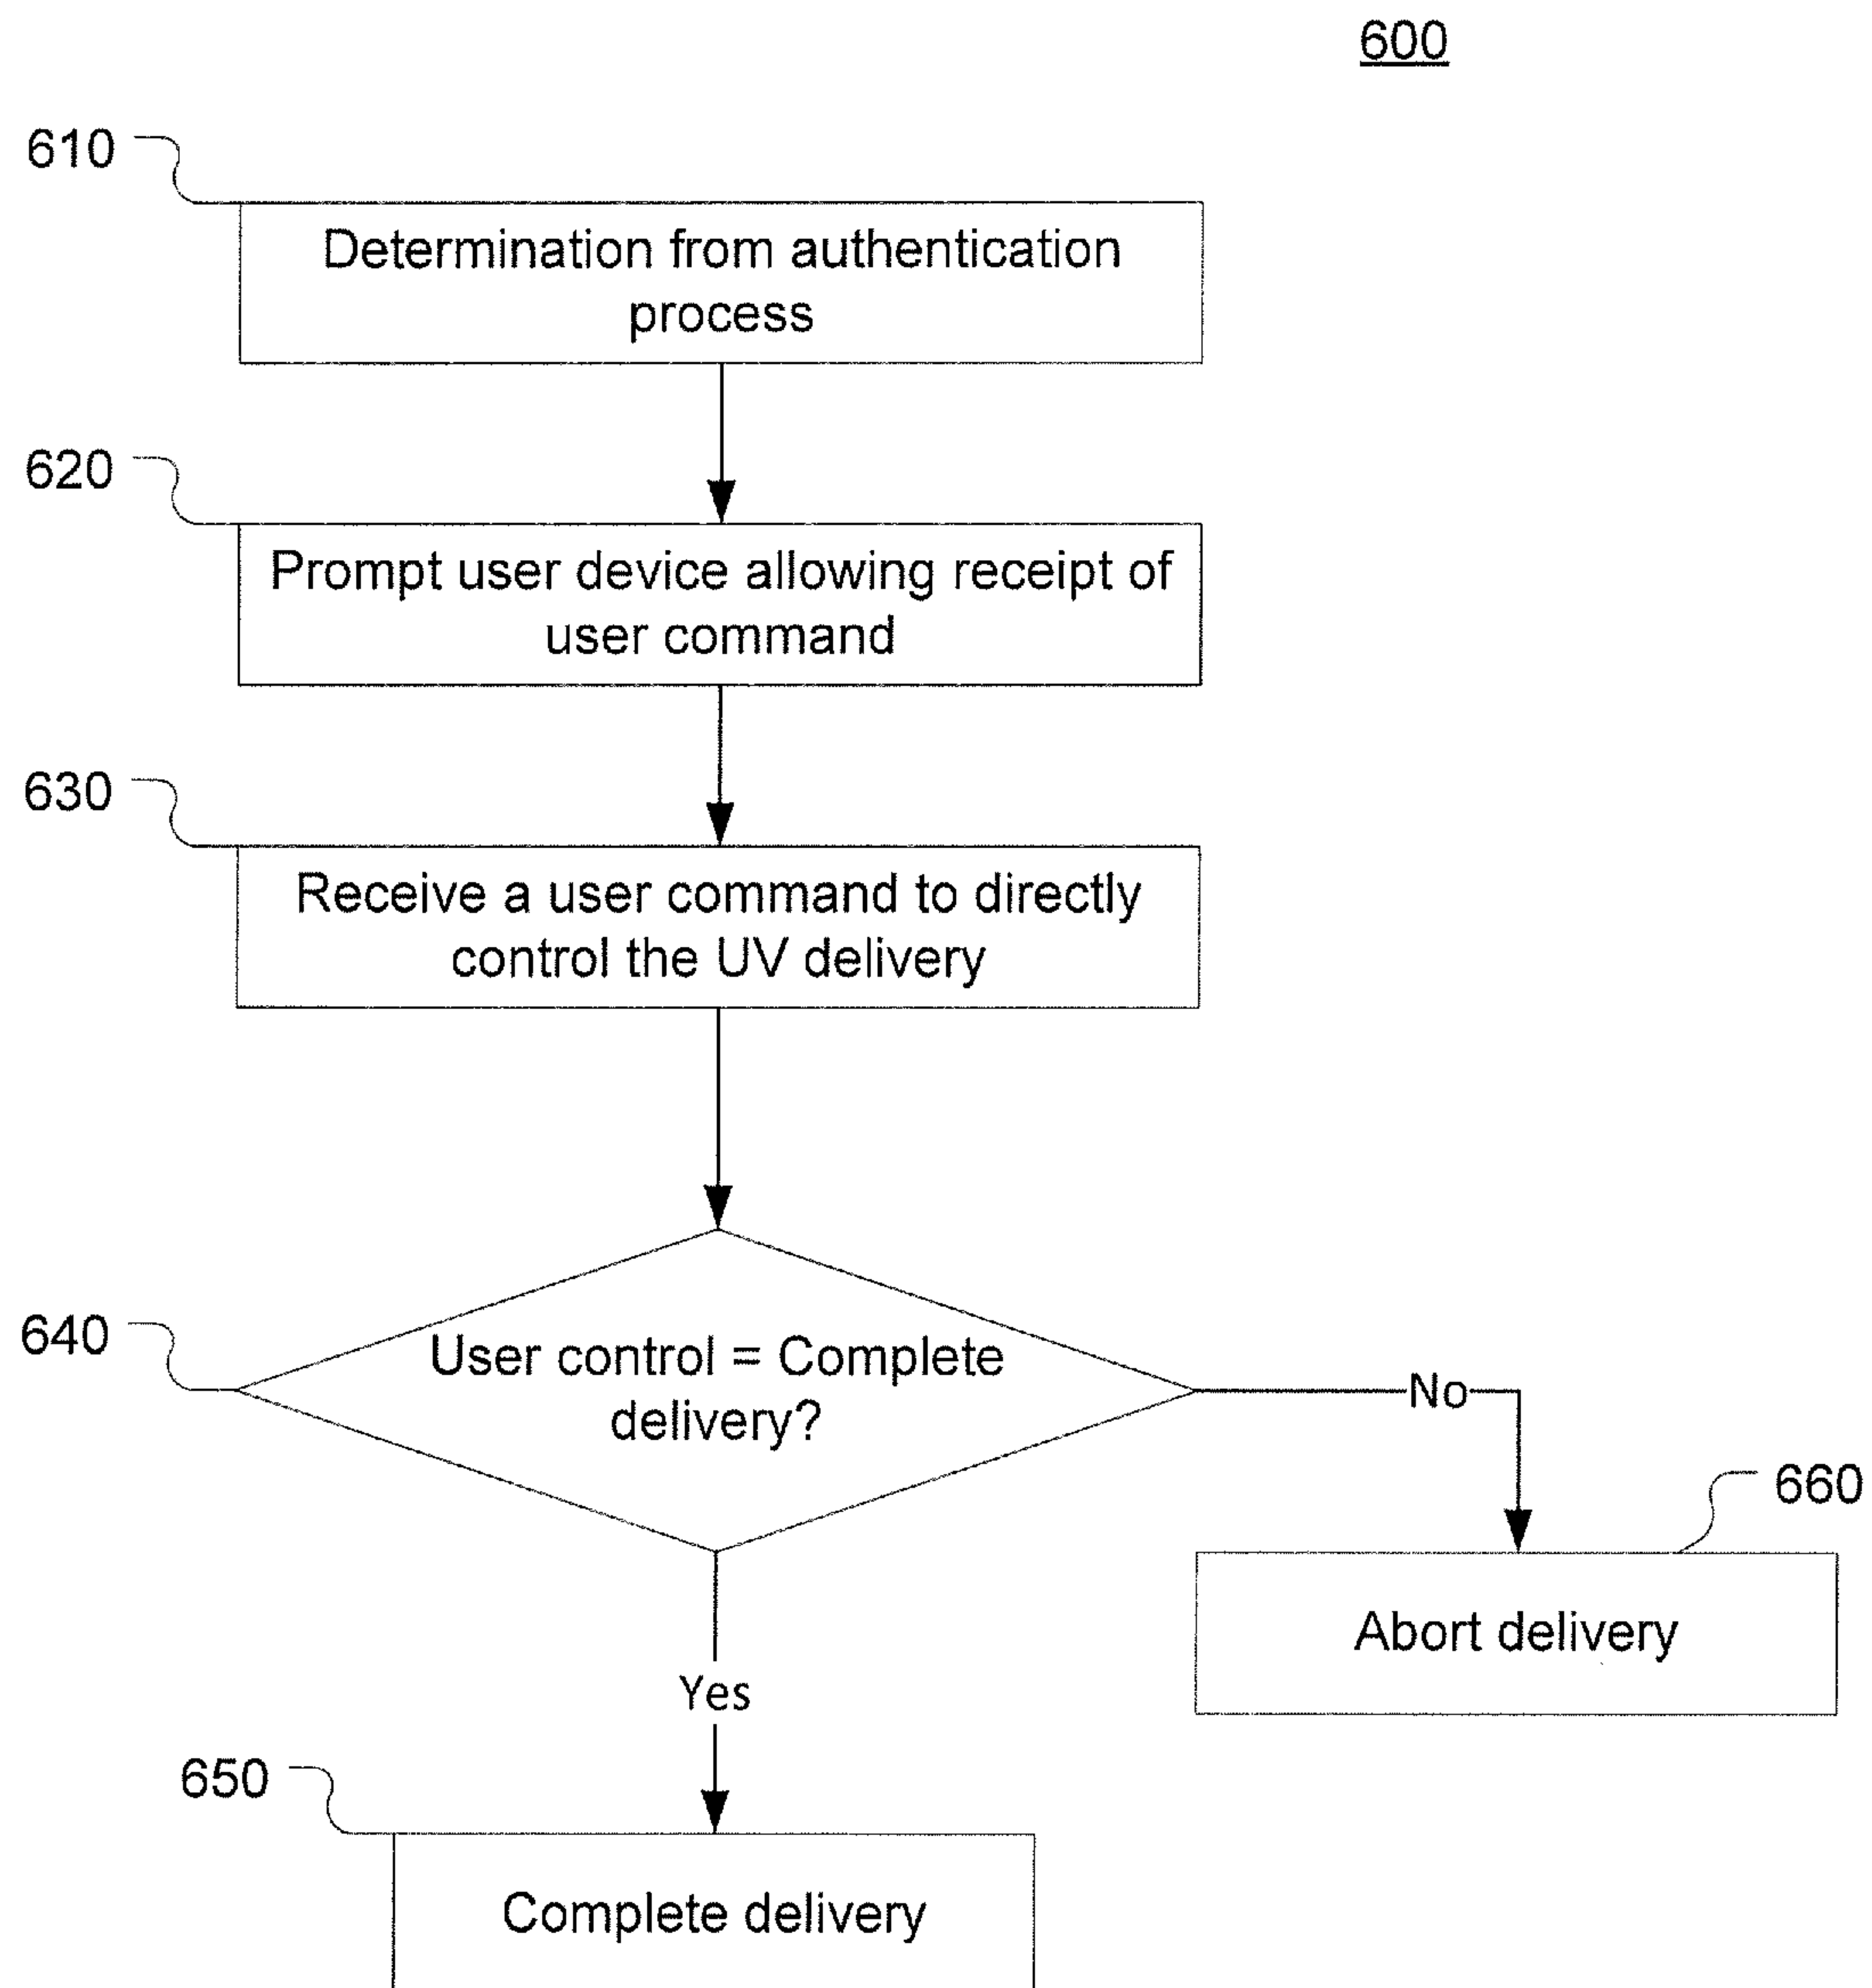 600
610
Determination from authentication
process
620
Prompt user device allowing receipt of
user command
630
Receive a user command to directly
control the UV delivery
640
User control = Complete
delivery?
No
660
Abort delivery
Yes
650
Complete delivery